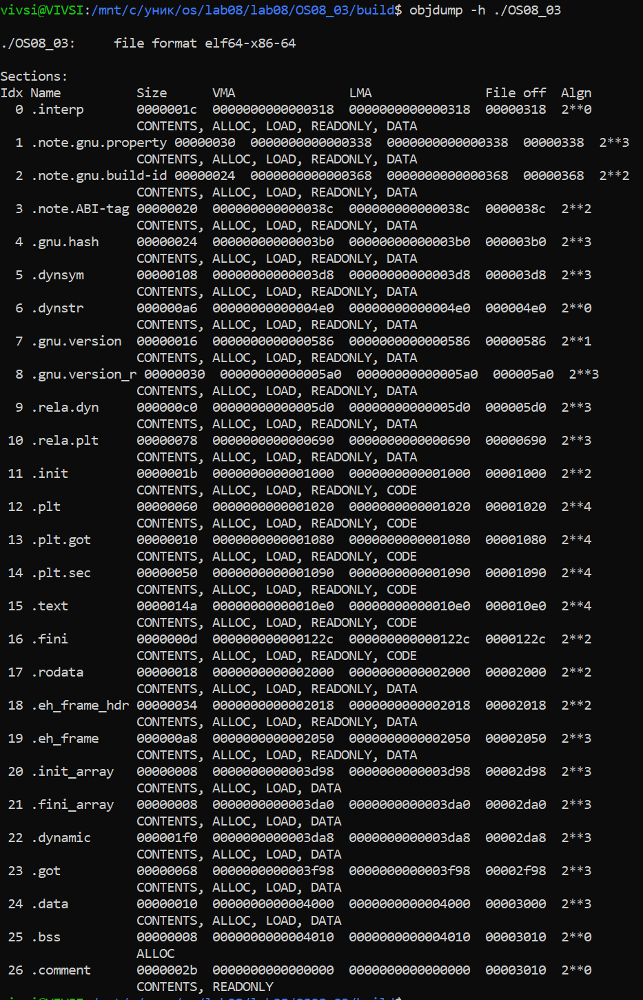 vivsi@VIVSI:/mnt/c/уник/os/lab08/lab08/OS08_03/build$ objdump -h ./OS08_03
./OS08_03:     file format elf64-x86-64
Sections:
Idx Name          Size      VMA               LMA               File off  Algn
  0 .interp       0000001c  0000000000000318  0000000000000318  00000318  2**0
                  CONTENTS, ALLOC, LOAD, READONLY, DATA
  1 .note.gnu.property 00000030  0000000000000338  0000000000000338  00000338  2**3
                  CONTENTS, ALLOC, LOAD, READONLY, DATA
  2 .note.gnu.build-id 00000024  0000000000000368  0000000000000368  00000368  2**2
                  CONTENTS, ALLOC, LOAD, READONLY, DATA
  3 .note.ABI-tag 00000020  000000000000038c  000000000000038c  0000038c  2**2
                  CONTENTS, ALLOC, LOAD, READONLY, DATA
  4 .gnu.hash     00000024  00000000000003b0  00000000000003b0  000003b0  2**3
                  CONTENTS, ALLOC, LOAD, READONLY, DATA
  5 .dynsym       00000108  00000000000003d8  00000000000003d8  000003d8  2**3
                  CONTENTS, ALLOC, LOAD, READONLY, DATA
  6 .dynstr       000000a6  00000000000004e0  00000000000004e0  000004e0  2**0
                  CONTENTS, ALLOC, LOAD, READONLY, DATA
  7 .gnu.version  00000016  0000000000000586  0000000000000586  00000586  2**1
                  CONTENTS, ALLOC, LOAD, READONLY, DATA
  8 .gnu.version_r 00000030  00000000000005a0  00000000000005a0  000005a0  2**3
                  CONTENTS, ALLOC, LOAD, READONLY, DATA
  9 .rela.dyn     000000c0  00000000000005d0  00000000000005d0  000005d0  2**3
                  CONTENTS, ALLOC, LOAD, READONLY, DATA
 10 .rela.plt     00000078  0000000000000690  0000000000000690  00000690  2**3
                  CONTENTS, ALLOC, LOAD, READONLY, DATA
 11 .init         0000001b  0000000000001000  0000000000001000  00001000  2**2
                  CONTENTS, ALLOC, LOAD, READONLY, CODE
 12 .plt          00000060  0000000000001020  0000000000001020  00001020  2**4
                  CONTENTS, ALLOC, LOAD, READONLY, CODE
 13 .plt.got      00000010  0000000000001080  0000000000001080  00001080  2**4
                  CONTENTS, ALLOC, LOAD, READONLY, CODE
 14 .plt.sec      00000050  0000000000001090  0000000000001090  00001090  2**4
                  CONTENTS, ALLOC, LOAD, READONLY, CODE
 15 .text         0000014a  00000000000010e0  00000000000010e0  000010e0  2**4
                  CONTENTS, ALLOC, LOAD, READONLY, CODE
 16 .fini         0000000d  000000000000122c  000000000000122c  0000122c  2**2
                  CONTENTS, ALLOC, LOAD, READONLY, CODE
 17 .rodata       00000018  0000000000002000  0000000000002000  00002000  2**2
                  CONTENTS, ALLOC, LOAD, READONLY, DATA
 18 .eh_frame_hdr 00000034  0000000000002018  0000000000002018  00002018  2**2
                  CONTENTS, ALLOC, LOAD, READONLY, DATA
 19 .eh_frame     000000a8  0000000000002050  0000000000002050  00002050  2**3
                  CONTENTS, ALLOC, LOAD, READONLY, DATA
 20 .init_array   00000008  0000000000003d98  0000000000003d98  00002d98  2**3
                  CONTENTS, ALLOC, LOAD, DATA
 21 .fini_array   00000008  0000000000003da0  0000000000003da0  00002da0  2**3
                  CONTENTS, ALLOC, LOAD, DATA
 22 .dynamic      000001f0  0000000000003da8  0000000000003da8  00002da8  2**3
                  CONTENTS, ALLOC, LOAD, DATA
 23 .got          00000068  0000000000003f98  0000000000003f98  00002f98  2**3
                  CONTENTS, ALLOC, LOAD, DATA
 24 .data         00000010  0000000000004000  0000000000004000  00003000  2**3
                  CONTENTS, ALLOC, LOAD, DATA
 25 .bss          00000008  0000000000004010  0000000000004010  00003010  2**0
                  ALLOC
 26 .comment      0000002b  0000000000000000  0000000000000000  00003010  2**0
                  CONTENTS, READONLY